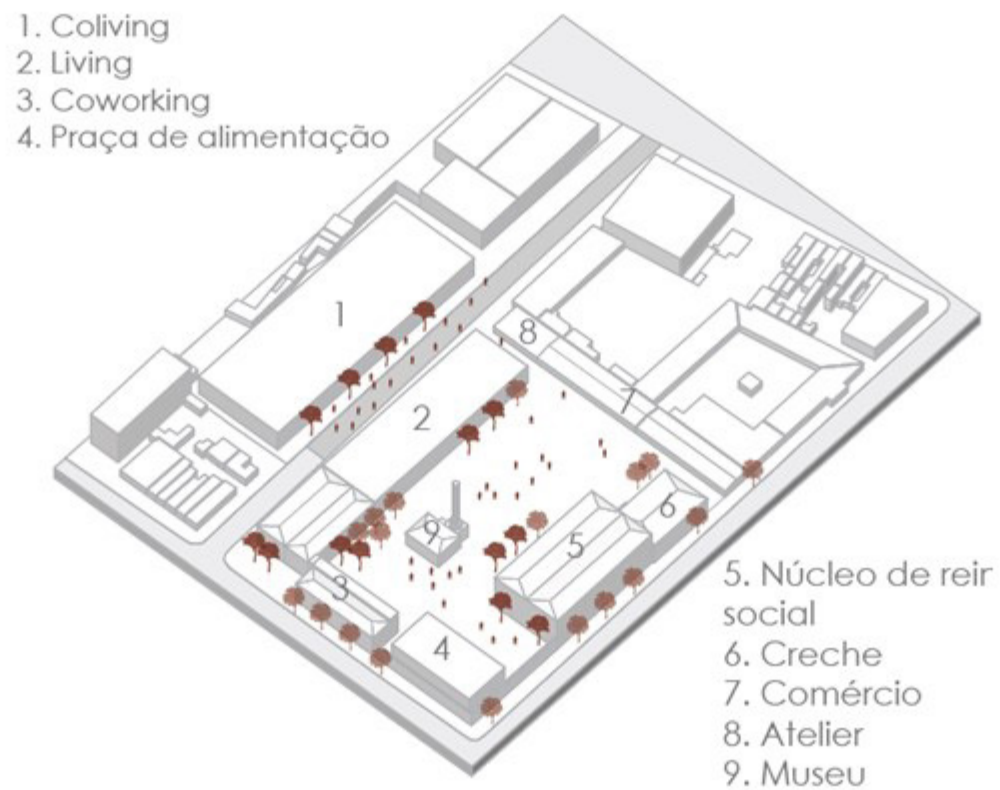 1. Coliving
2. Living
3. Coworking
4. Praça de alimentação
1
8
2
7
9
6
5
3
4
5. Núcleo de reir
social
6. Creche
7. Comércio
8. Atelier
9. Museu